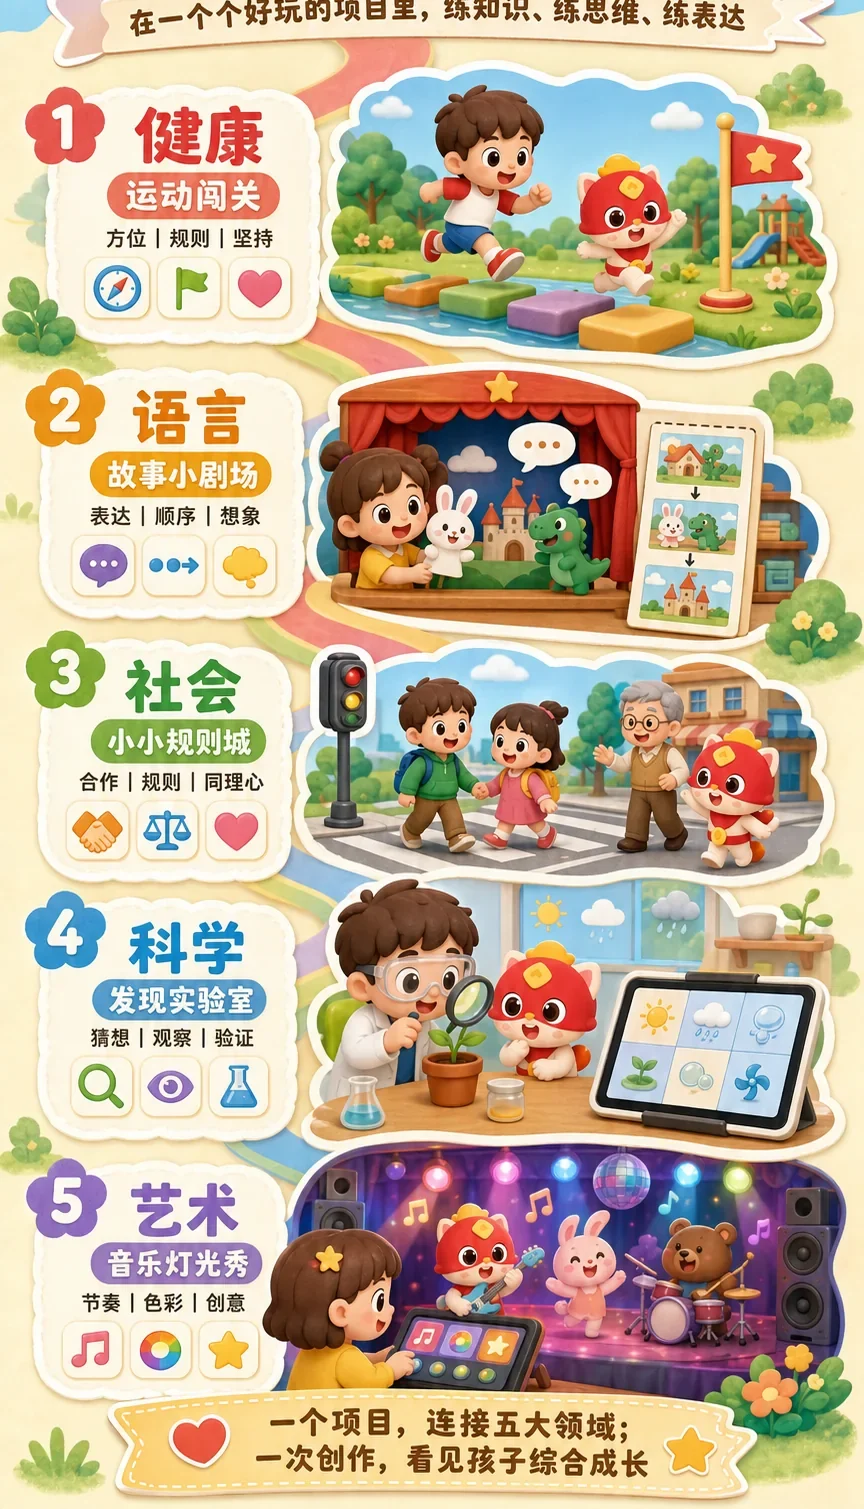 在一个个好玩的项目里，练知识、练思维、练表达
1
健康
运动闯关
方位 | 规则 | 坚持
2
语言
故事小剧场
表达 | 顺序 | 想象
3
社会
小小规则城
合作 | 规则 | 同理心
4
科学
发现实验室
猜想 | 观察 | 验证
5
艺术
音乐灯光秀
节奏 | 色彩 | 创意
一个项目，连接五大领域；
一次创作，看见孩子综合成长